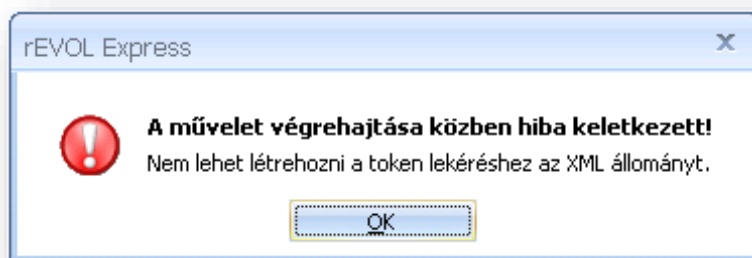 rEVOL Express
A művelet végrehajtása közben hiba keletkezett!
Nem lehet létrehozni a token lekéréshez az XML állományt.
OK